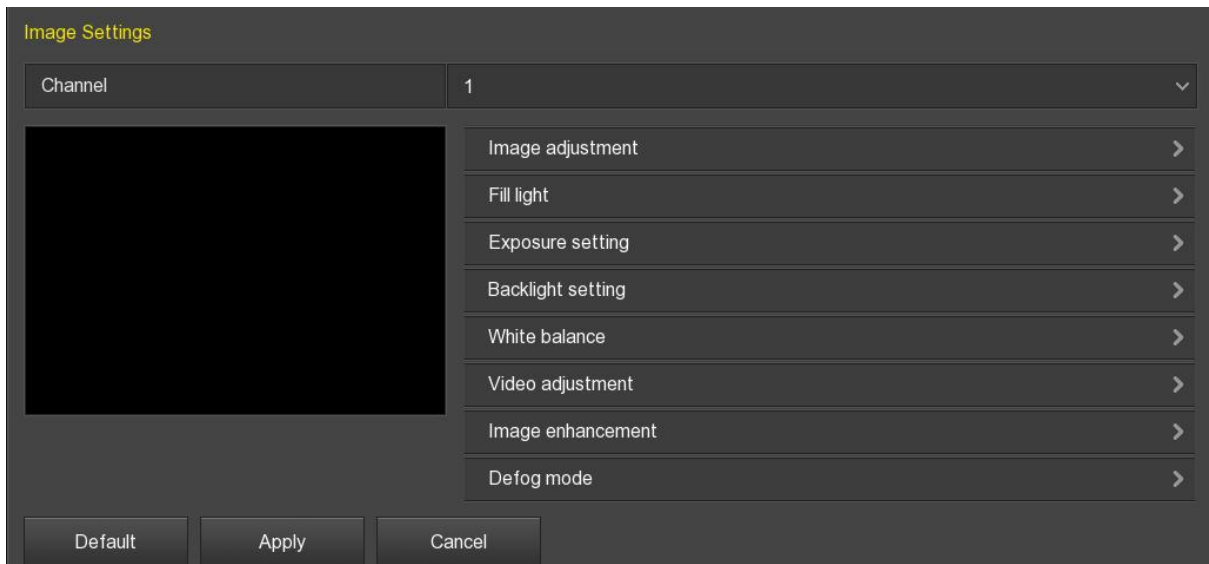 Image Settings
Channel 1
Image adjustment
Fill light
Exposure setting
Backlight setting
White balance
Video adjustment
Image enhancement
Defog mode
Default Apply Cancel